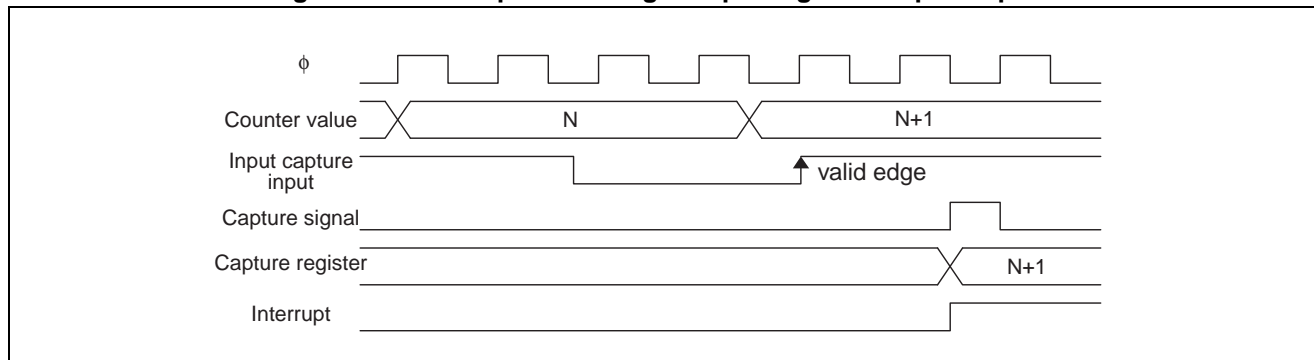 φ
Counter value
N
N+1
Input capture
input
valid edge
Capture signal
Capture register
N+1
Interrupt